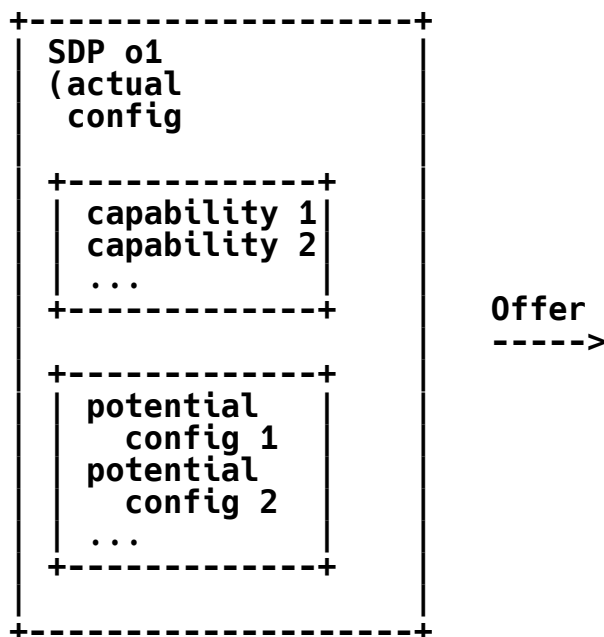 SDP o1
(actual
config
capability 1
capability 2
...
Offer
----->
potential
config 1
potential
config 2
...